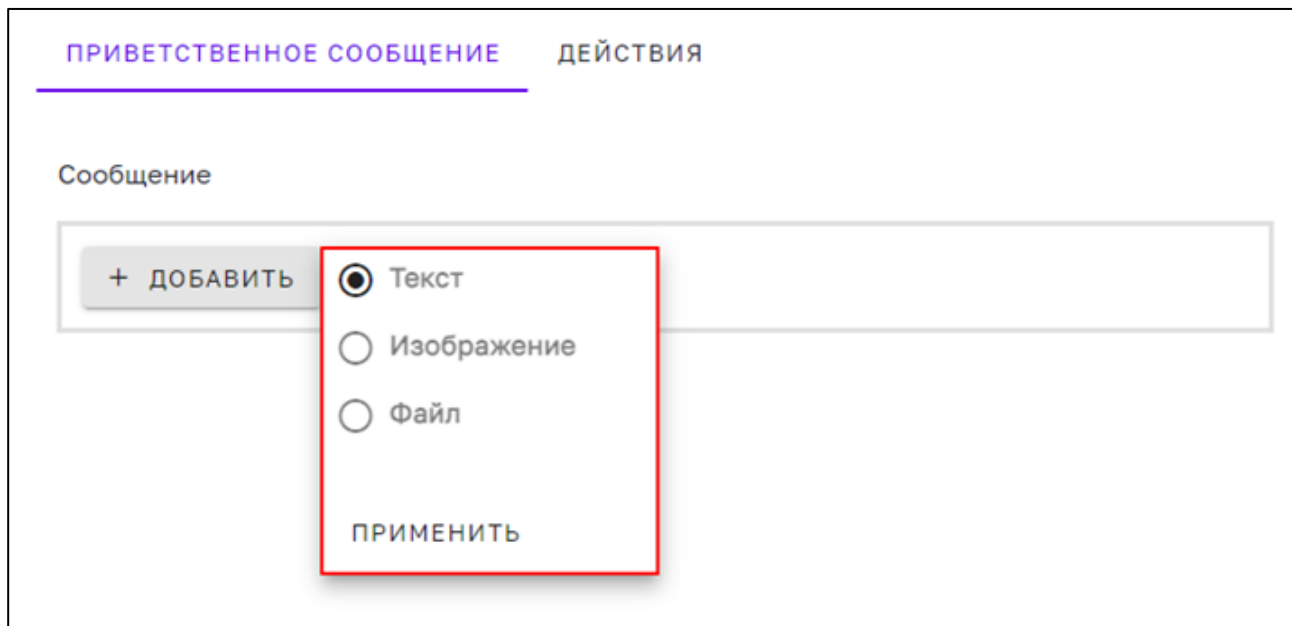 ПРИВЕТСТВЕННОЕ СООБЩЕНИЕ ДЕЙСТВИЯ
Сообщение
+ ДОБАВИТЬ
Текст
Изображение
Файл
ПРИМЕНИТЬ